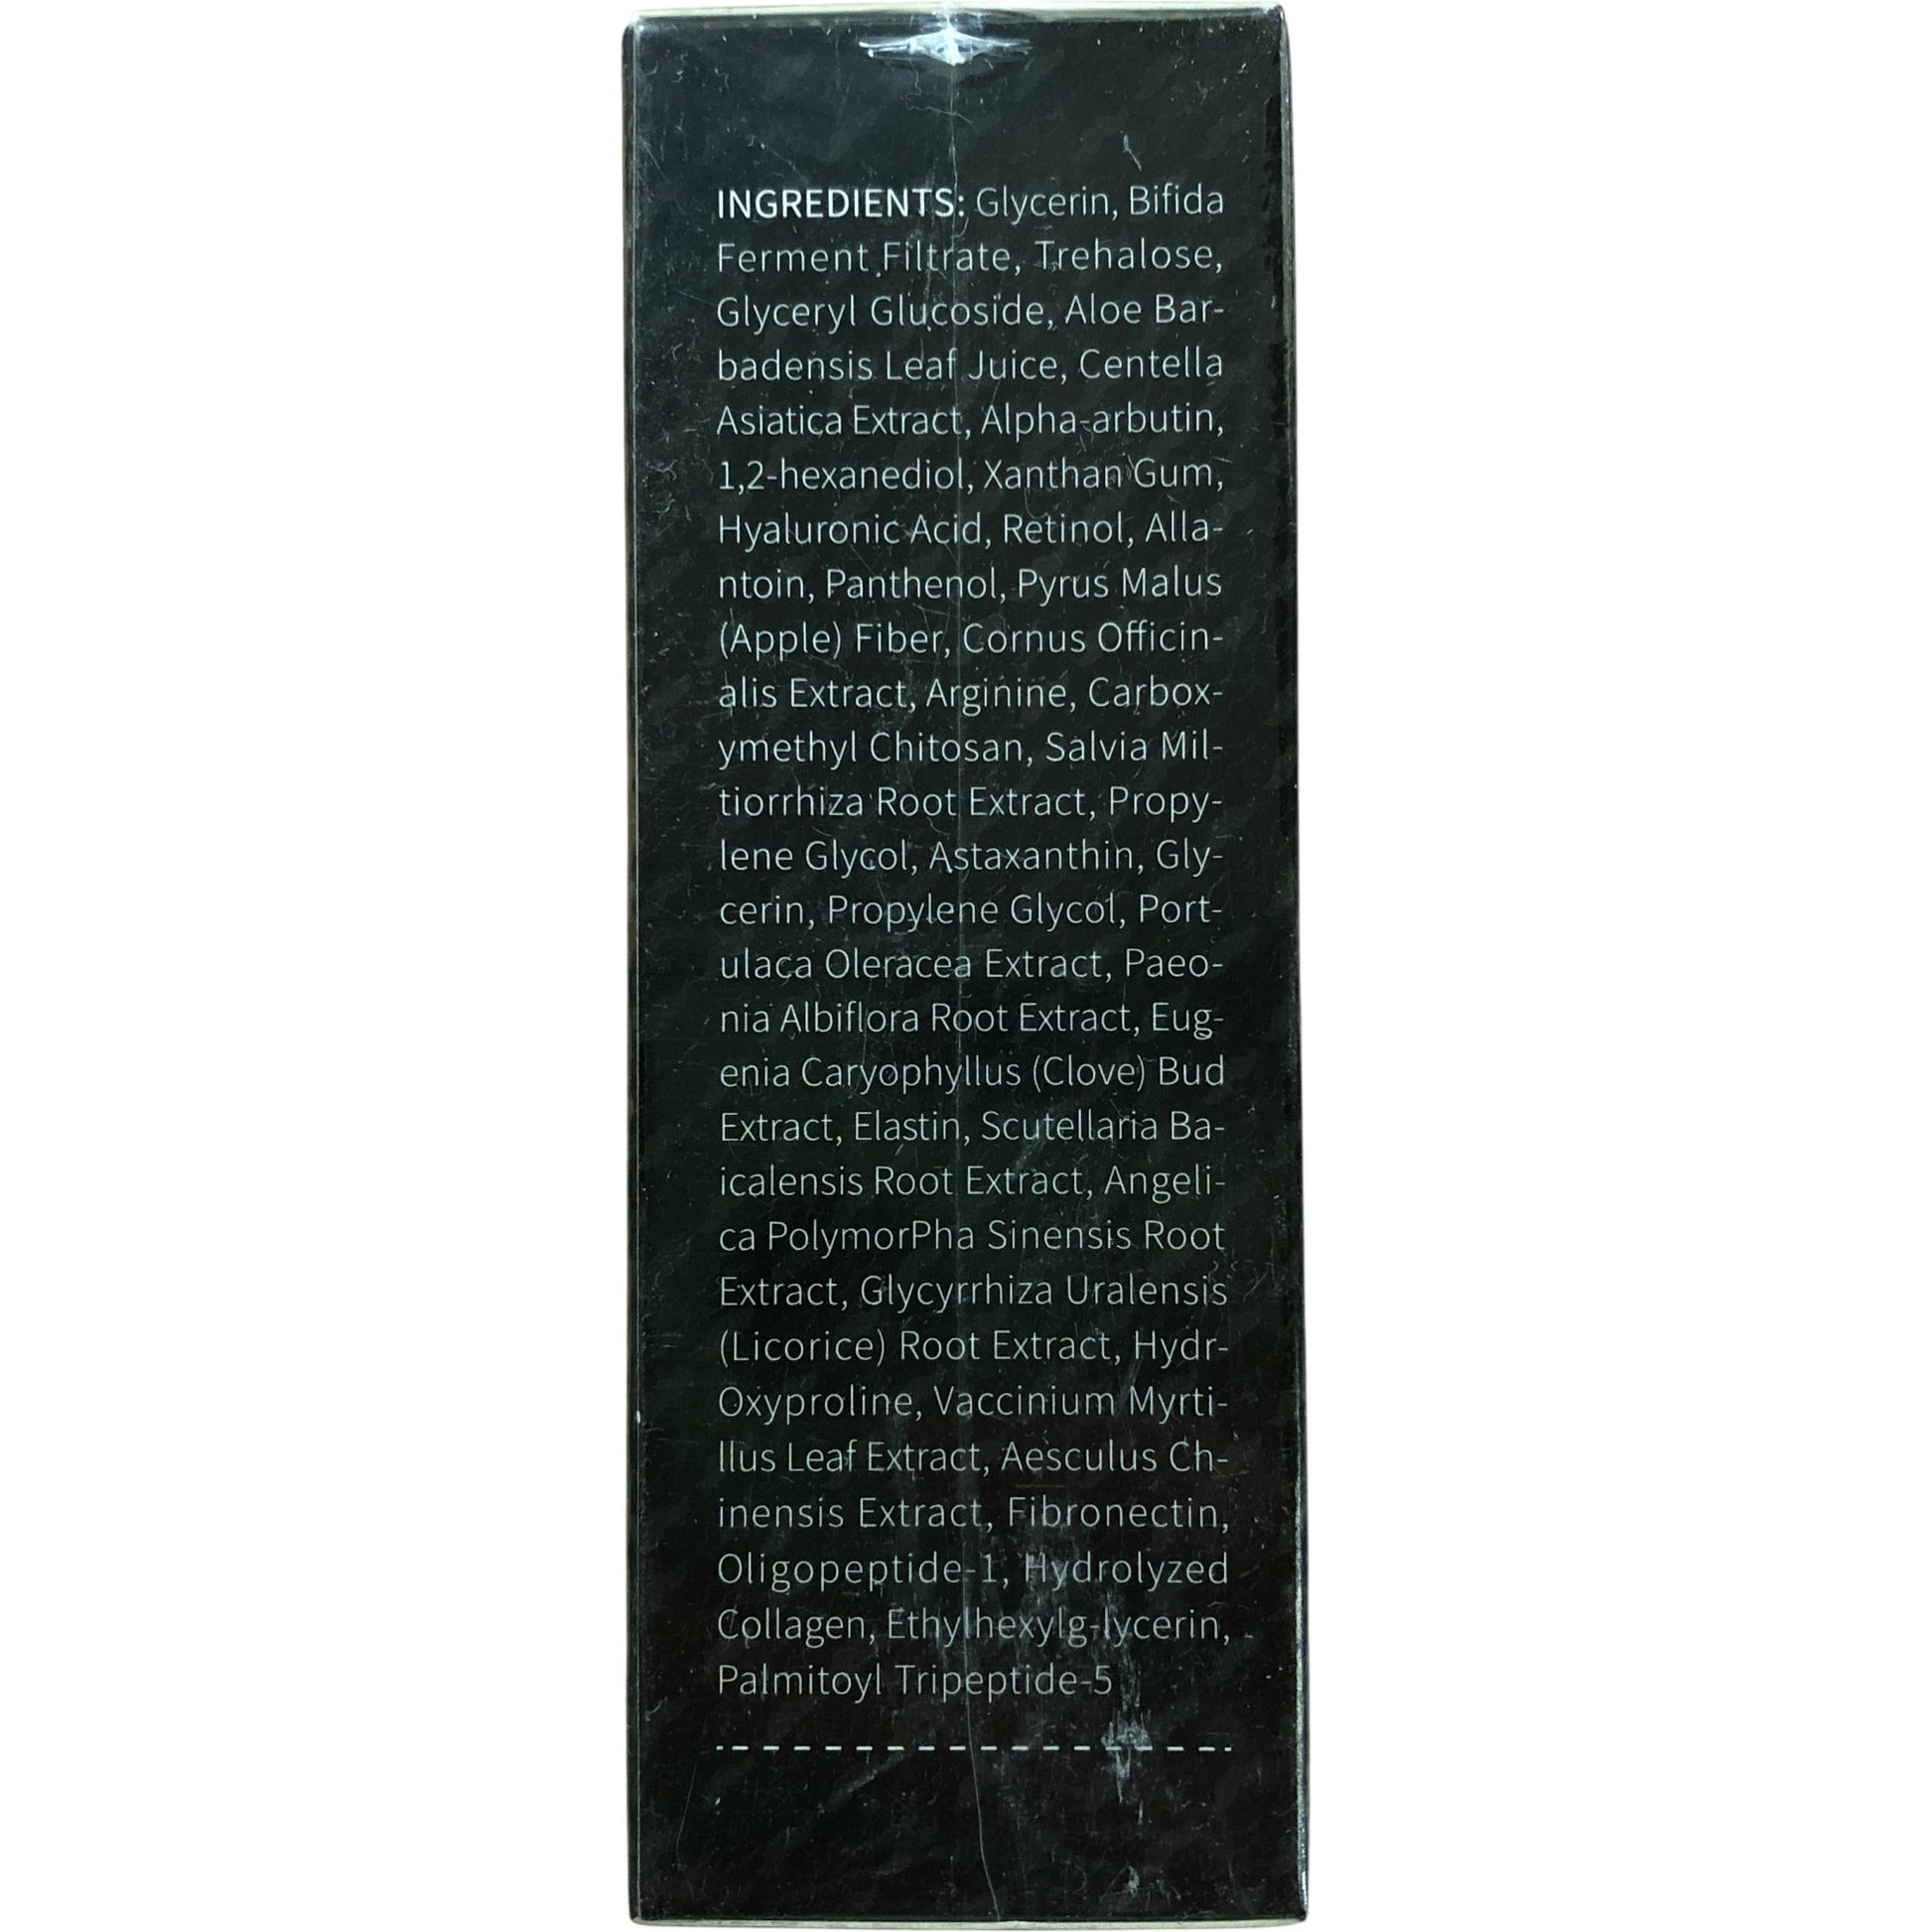 INGREDIENTS: Glycerin, Bifida
Ferment Filtrate, Trehalose,
Glyceryl Glucoside, Aloe Bar-
badensis Leaf Juice, Centella
Asiatica Extract, Alpha-arbutin,
1,2-hexanediol, Xanthan Gum,
Hyaluronic Acid, Retinol, Alla-
ntoin, Panthenol, Pyrus Malus
(Apple) Fiber, Cornus Officin-
alis Extract, Arginine, Carbox-
ymethyl Chitosan, Salvia Mil-
tiorrhiza Root Extract, Propy-
lene Glycol, Astaxanthin, Gly-
cerin, Propylene Glycol, Port-
ulaca Oleracea Extract, Paeo-
nia Albiflora Root Extract, Eug-
enia Caryophyllus (Clove) Bud
Extract, Elastin, Scutellaria Ba-
icalensis Root Extract, Angeli-
ca PolymorPha Sinensis Root
Extract, Glycyrrhiza Uralensis
(Licorice) Root Extract, Hydr-
Oxyproline, Vaccinium Myrti-
llus Leaf Extract, Aesculus Ch-
inensis Extract, Fibronectin,
Oligopeptide-1, Hydrolyzed
Collagen, Ethylhexylg-lycerin,
Palmitoyl Tripeptide-5